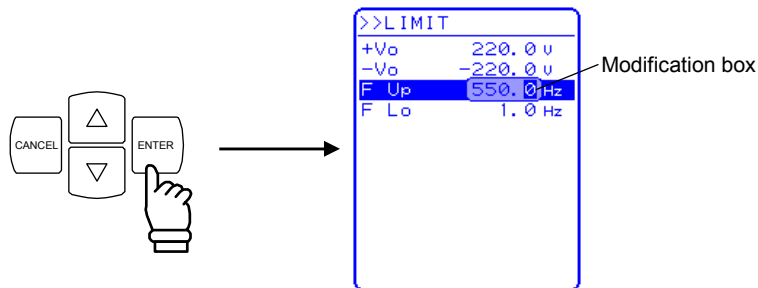 CANCEL
ENTER
>>LIMIT
+Vo 220.0 V
-Vo -220.0 V
F Up 550.0 Hz
F Lo 1.0 Hz
Modification box